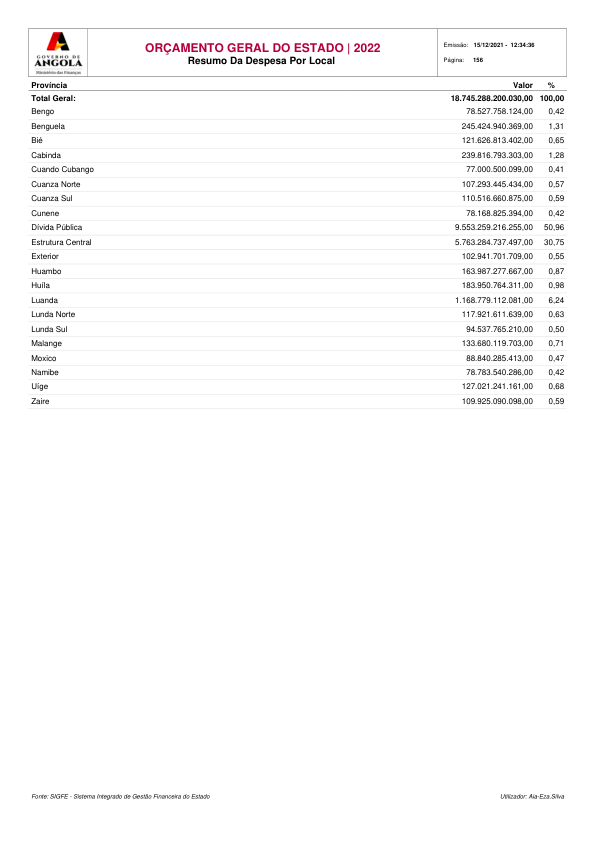 GOVERNO DE
ANGOLA
Ministério das Finanças
ORÇAMENTO GERAL DO ESTADO | 2022
Resumo Da Despesa Por Local
Emissão: 15/12/2021 - 12:34:36
Página: 156
Província Valor %
Total Geral: 18.745.288.200.030,00 100,00
Bengo 78.527.758.124,00 0,42
Benguela 245.424.940.369,00 1,31
Bié 121.626.813.402,00 0,65
Cabinda 239.816.793.303,00 1,28
Cuando Cubango 77.000.500.099,00 0,41
Cuanza Norte 107.293.445.434,00 0,57
Cuanza Sul 110.516.660.875,00 0,59
Cunene 78.168.825.394,00 0,42
Dívida Pública 9.553.259.216.255,00 50,96
Estrutura Central 5.763.284.737.497,00 30,75
Exterior 102.941.701.709,00 0,55
Huambo 163.987.277.667,00 0,87
Huíla 183.950.764.311,00 0,98
Luanda 1.168.779.112.081,00 6,24
Lunda Norte 117.921.611.639,00 0,63
Lunda Sul 94.537.765.210,00 0,50
Malange 133.680.119.703,00 0,71
Moxico 88.840.285.413,00 0,47
Namibe 78.783.540.286,00 0,42
Uíge 127.021.241.161,00 0,68
Zaire 109.925.090.098,00 0,59
Fonte: SIGFE - Sistema Integrado de Gestão Financeira do Estado Utilizador: Aia-Eza.Silva